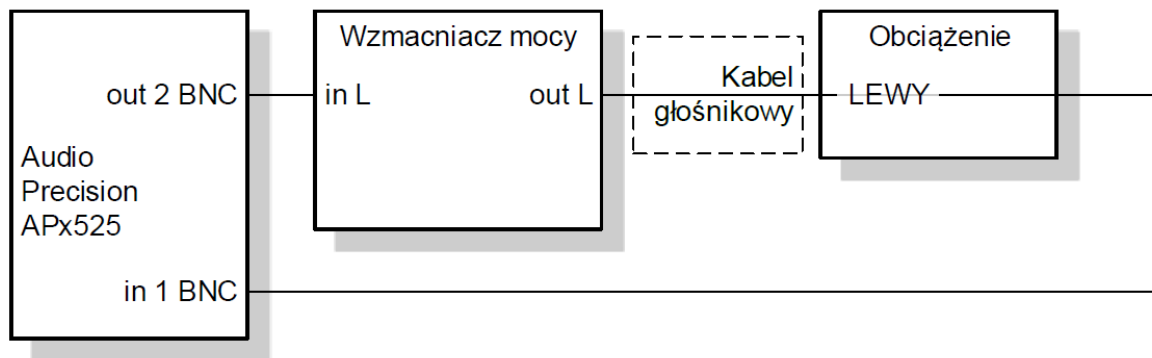 Wzmacniacz mocy
Obciążenie
out 2 BNC
in L
out L
Kabel
głośnikowy
LEWY
Audio
Precision
APx525
in 1 BNC